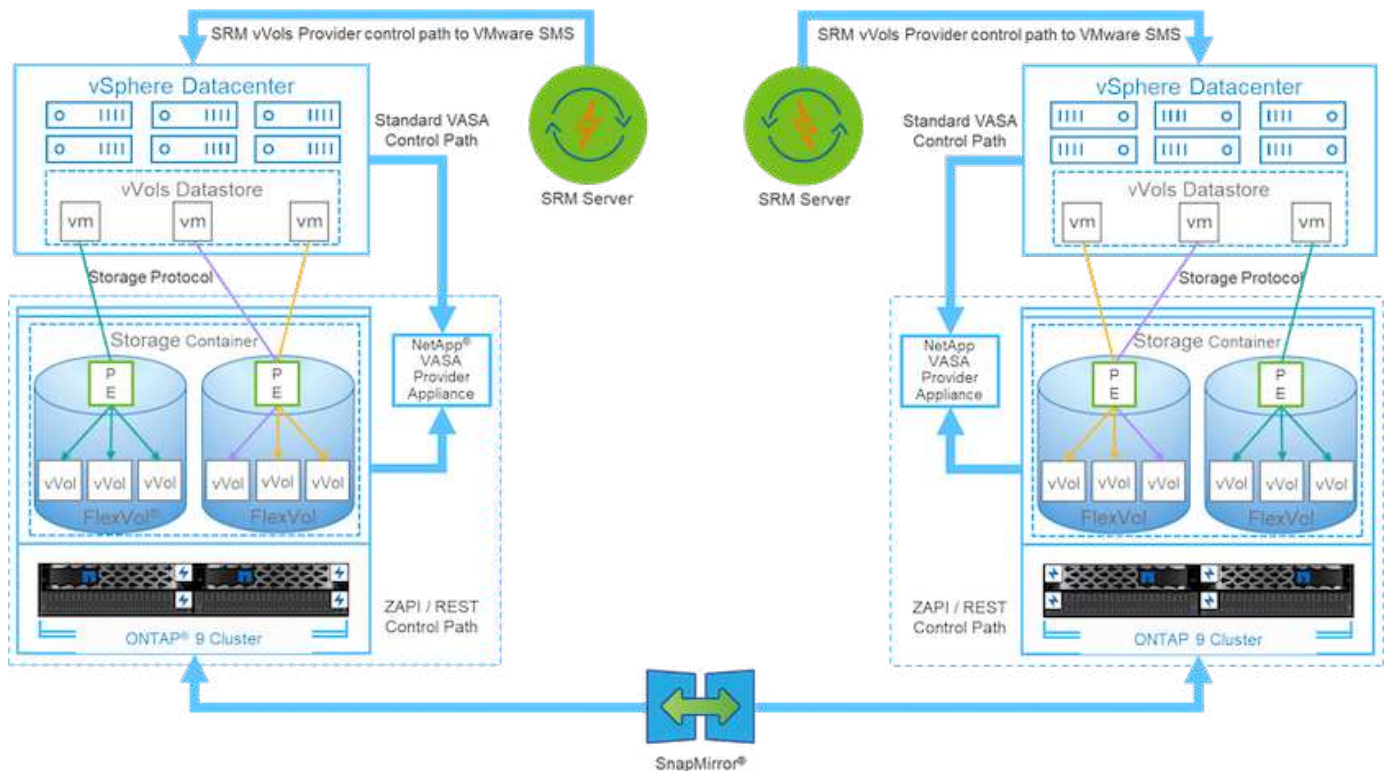 SRM vVols Provider control path to VMware SMS
vSphere Datacenter
Standard VASA
Control Path
SRM Server
vVols Datastore
vm
vm
vm
Storage Protocol
Storage Container
NetApp®
VASA
Provider
Appliance
P
E
P
E
vVol
vVol
vVol
vVol
vVol
vVol
FlexVol®
FlexVol
ZAPI / REST
Control Path
ONTAP® 9 Cluster
SRM vVols Provider control path to VMware SMS
vSphere Datacenter
Standard VASA
Control Path
SRM Server
vVols Datastore
vm
vm
vm
Storage Protocol
Storage Container
NetApp
VASA
Provider
Appliance
P
E
P
E
vVol
vVol
vVol
vVol
vVol
vVol
FlexVol
FlexVol
ZAPI / REST
Control Path
ONTAP 9 Cluster
SnapMirror®